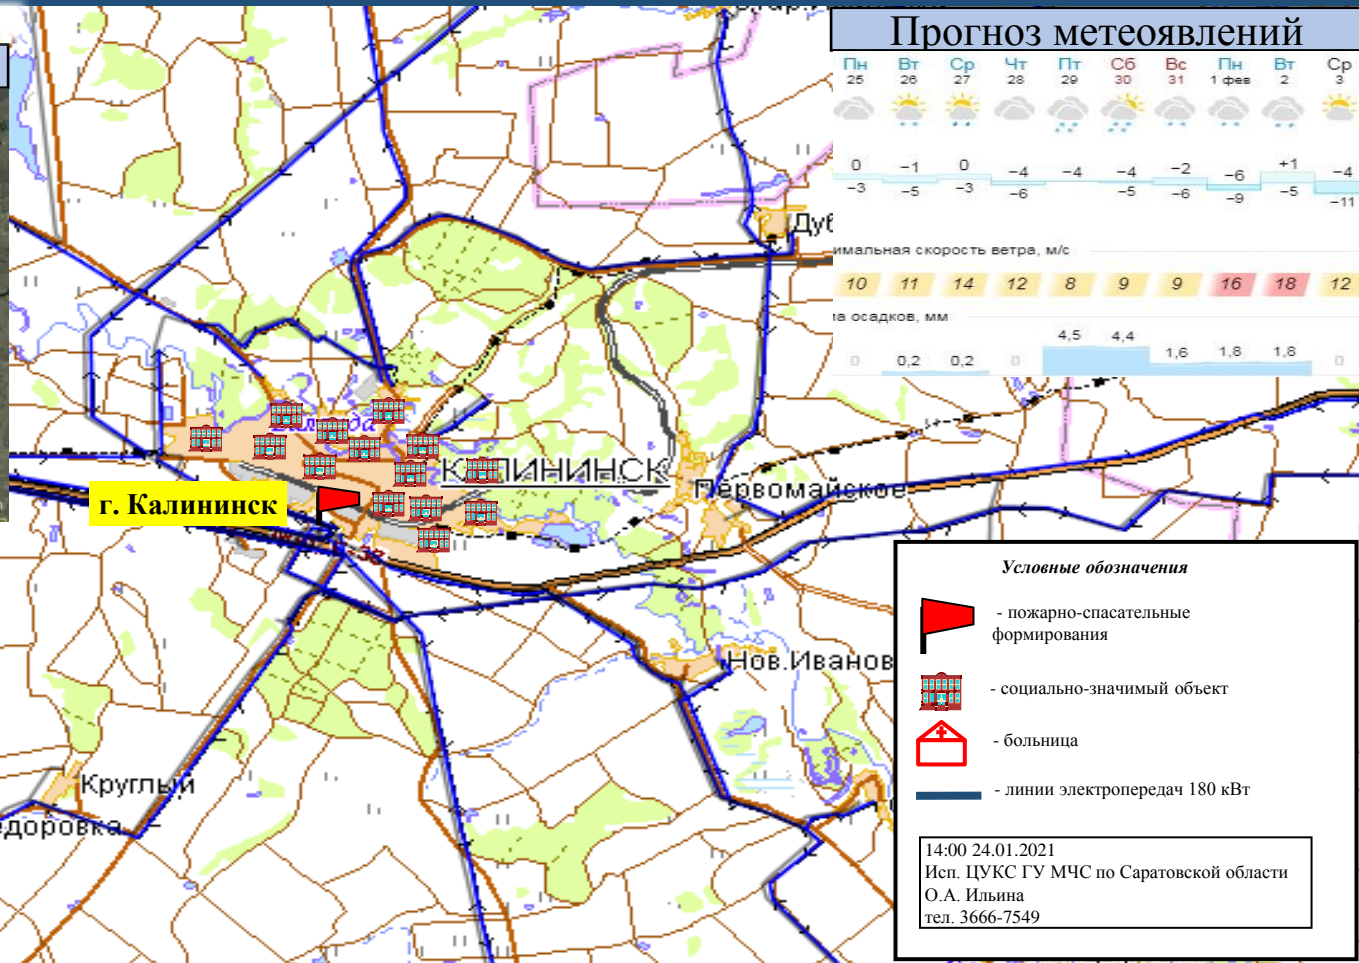 Прогноз метеоявлений
Пн Вт Ср Чт Пт Сб Вс Пн Вт Ср
25 26 27 28 29 30 31 1 фев 2 3
0 −1 0 −4 −4 −4 −2 −6 +1 −4
−3 −5 −3 −6 −5 −6 −9 −5 −11
имальная скорость ветра, м/с
10 11 14 12 8 9 9 16 18 12
ма осадков, мм
0 0,2 0,2 0 4,5 4,4 1,6 1,8 1,8 0
Дуб
КАЛИНИНСК
г. Калининск
Первомайское
38
Нов.Иванов
Круглый
едоровка
Условные обозначения
- пожарно-спасательные
формирования
- социально-значимый объект
- больница
- линии электропередач 180 кВт
14:00 24.01.2021
Исп. ЦУКС ГУ МЧС по Саратовской области
О.А. Ильина
тел. 3666-7549